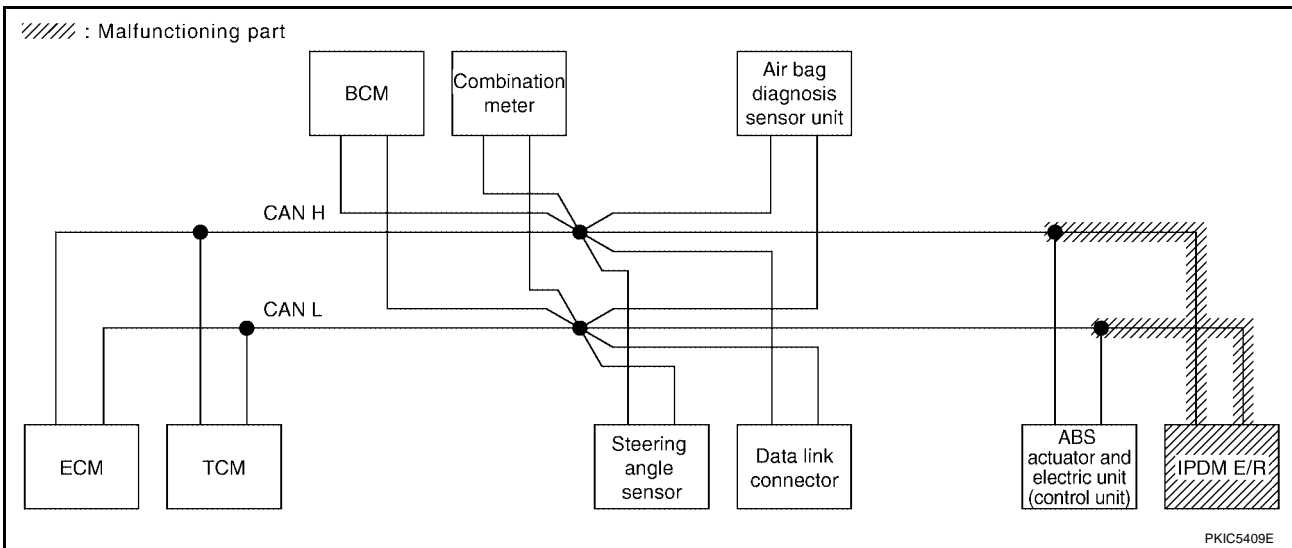 : Malfunctioning part
BCM
Combination
meter
Air bag
diagnosis
sensor unit
CAN H
CAN L
ECM
TCM
Steering
angle
sensor
Data link
connector
ABS
actuator and
electric unit
(control unit)
IPDM E/R
PKIC5409E